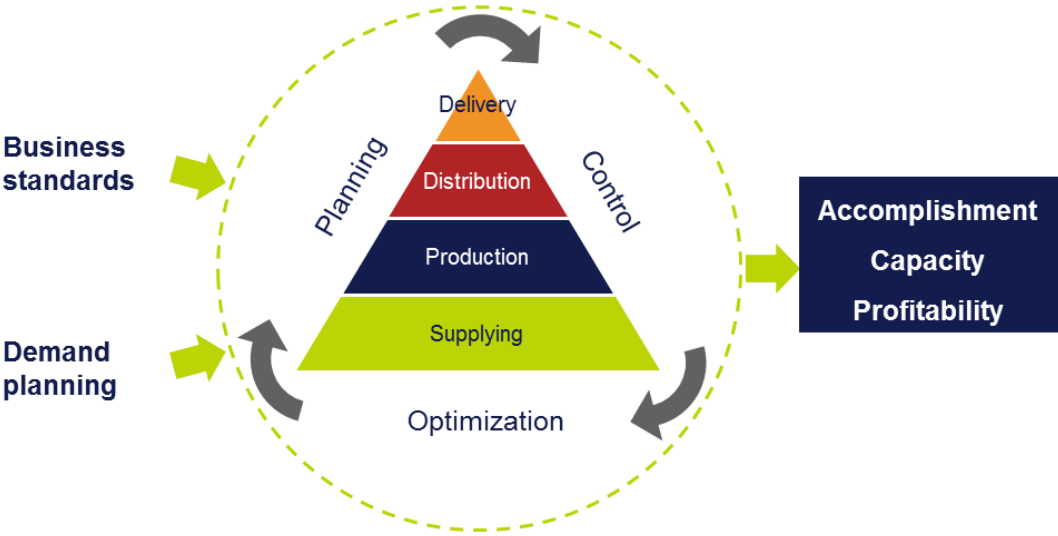 Business
standards
Demand
planning
Planning
Delivery
Distribution
Production
Supplying
Control
Optimization
Accomplishment
Capacity
Profitability